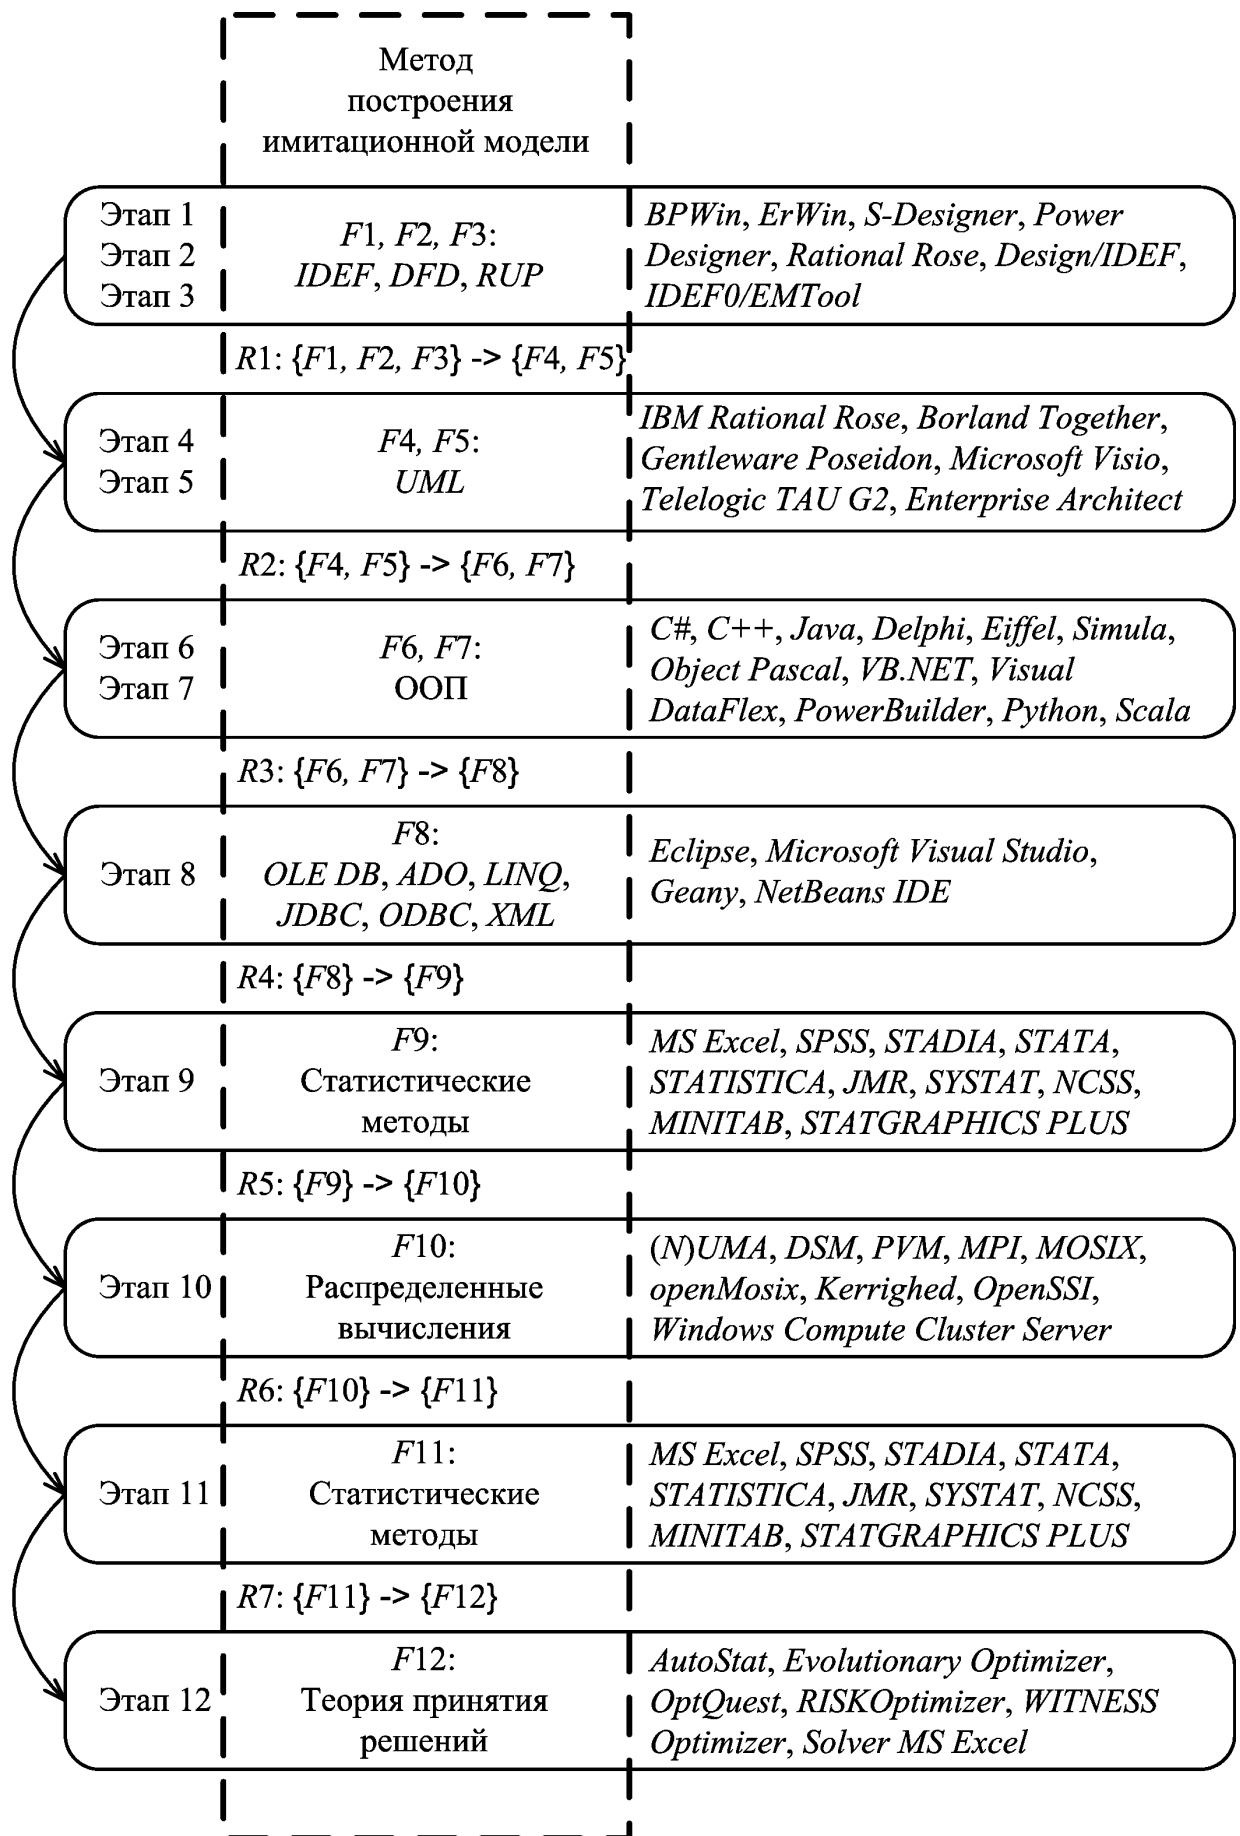 Метод
построения
имитационной модели
Этап 1
Этап 2
Этап 3
F1, F2, F3:
IDEF, DFD, RUP
BPWin, ErWin, S-Designer, Power
Designer, Rational Rose, Design/IDEF,
IDEF0/EMTool
R1: {F1, F2, F3} -> {F4, F5}
Этап 4
Этап 5
F4, F5:
UML
IBM Rational Rose, Borland Together,
Gentleware Poseidon, Microsoft Visio,
Telelogic TAU G2, Enterprise Architect
R2: {F4, F5} -> {F6, F7}
Этап 6
Этап 7
F6, F7:
ООП
C#, C++, Java, Delphi, Eiffel, Simula,
Object Pascal, VB.NET, Visual
DataFlex, PowerBuilder, Python, Scala
R3: {F6, F7} -> {F8}
Этап 8
F8:
OLE DB, ADO, LINQ,
JDBC, ODBC, XML
Eclipse, Microsoft Visual Studio,
Geany, NetBeans IDE
R4: {F8} -> {F9}
Этап 9
F9:
Статистические
методы
MS Excel, SPSS, STADIA, STATA,
STATISTICA, JMR, SYSTAT, NCSS,
MINITAB, STATGRAPHICS PLUS
R5: {F9} -> {F10}
Этап 10
F10:
Распределенные
вычисления
(N)UMA, DSM, PVM, MPI, MOSIX,
openMosix, Kerrighed, OpenSSI,
Windows Compute Cluster Server
R6: {F10} -> {F11}
Этап 11
F11:
Статистические
методы
MS Excel, SPSS, STADIA, STATA,
STATISTICA, JMR, SYSTAT, NCSS,
MINITAB, STATGRAPHICS PLUS
R7: {F11} -> {F12}
Этап 12
F12:
Теория принятия
решений
AutoStat, Evolutionary Optimizer,
OptQuest, RISKOptimizer, WITNESS
Optimizer, Solver MS Excel